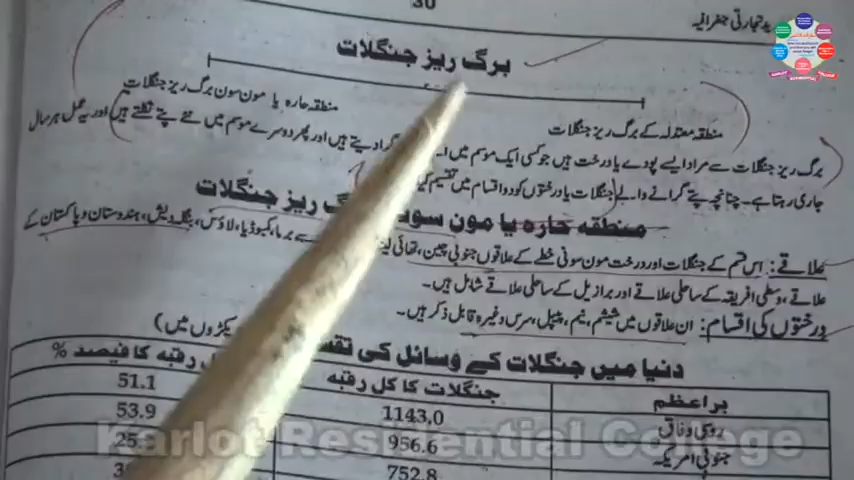 30
تجارتی جغرافیہ
برگ ریز جنگلات
منطقہ حارہ یا مون سون برگ ریز جنگلات
منطقہ معتدلہ کے برگ ریز جنگلات
برگ ریز جنگلات سے مراد ایسے پودے یا درخت ہیں جو کسی ایک موسم میں گرا دیتے ہیں اور پھر دوسرے موسم میں نئے پتے نکلتے ہیں اور یہ عمل ہر سال
جاری رہتا ہے۔ چنانچہ پتے گرانے والے جنگلات یا درختوں کو دو اقسام میں تقسیم
منطقہ حارہ یا مون سون برگ ریز جنگلات
علاقے: اس قسم کے جنگلات اور درخت مون سونی خطے کے علاقوں جنوبی چین، تھائی سے برما، کمبوڈیا، لاؤس، بنگلہ دیش، ہندوستان و پاکستان کے
علاقے، وسطی افریقہ کے ساحلی علاقے اور برازیل کے ساحلی علاقے شامل ہیں۔
درختوں کی اقسام: ان علاقوں میں شیشم، نیم، پیپل، سرس وغیرہ قابل ذکر ہیں۔
دنیا میں جنگلات کے وسائل کی (ایکڑوں میں)
براعظم جنگلات کا کل رقبہ کل رقبہ کا فیصد %
روسی وفاق 1143.0 51.1
جنوبی امریکہ 956.6 53.9
752.8 25
Karlot Residential College